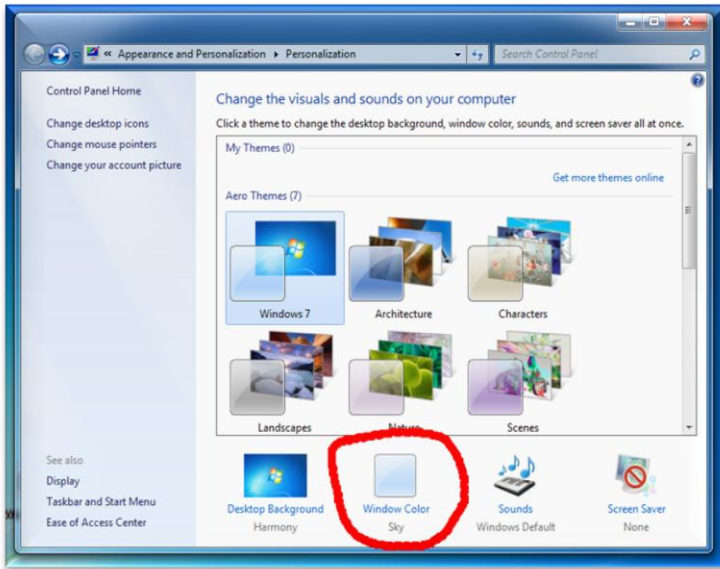 « Appearance and Personalization ▸ Personalization
Search Control Panel
Control Panel Home
Change desktop icons
Change mouse pointers
Change your account picture
Change the visuals and sounds on your computer
Click a theme to change the desktop background, window color, sounds, and screen saver all at once.
My Themes (0)
Get more themes online
Aero Themes (7)
Windows 7
Architecture
Characters
Landscapes
Nature
Scenes
See also
Display
Taskbar and Start Menu
Ease of Access Center
Desktop Background
Harmony
Window Color
Sky
Sounds
Windows Default
Screen Saver
None